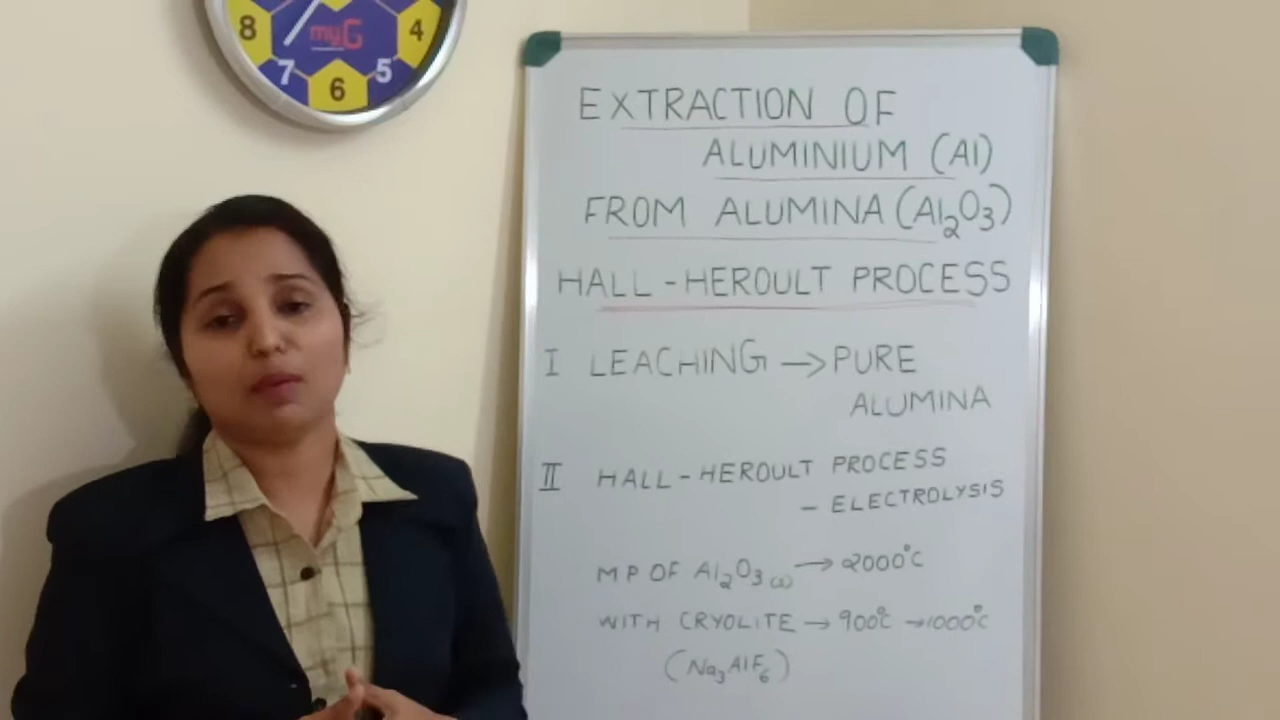 8
myG
4
7
5
6
EXTRACTION OF
ALUMINIUM (Al)
FROM ALUMINA (Al₂O₃)
HALL-HEROULT PROCESS
I LEACHING → PURE
ALUMINA
II HALL-HEROULT PROCESS
- ELECTROLYSIS
MP OF Al₂O₃ → 2000°C
WITH CRYOLITE → 900°C → 1000°C
(Na₃AlF₆)